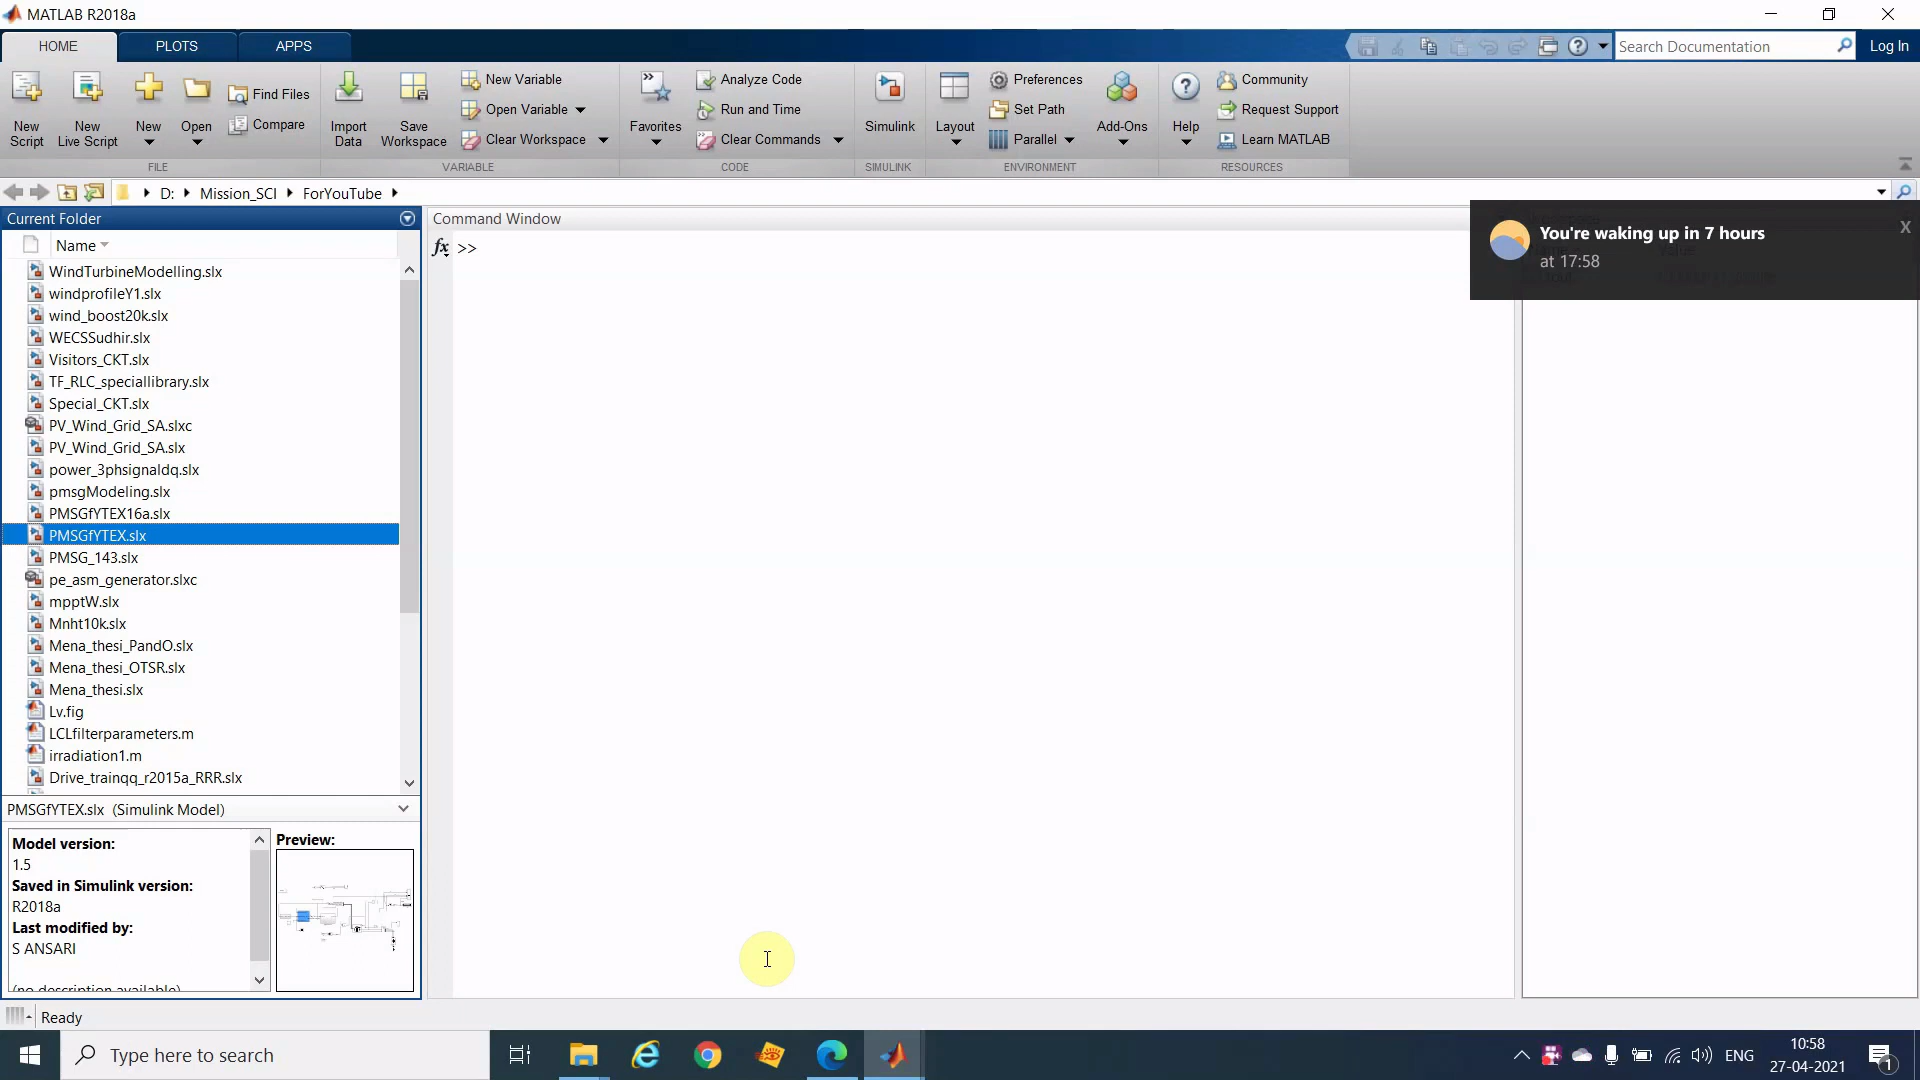 MATLAB R2018a
HOME PLOTS APPS
Search Documentation Log In
New Script
New Live Script
New
Open
Find Files
Compare
FILE
Import Data
Save Workspace
New Variable
Open Variable
Clear Workspace
VARIABLE
Favorites
Analyze Code
Run and Time
Clear Commands
CODE
Simulink
SIMULINK
Layout
Preferences
Set Path
Parallel
Add-Ons
ENVIRONMENT
Help
Community
Request Support
Learn MATLAB
RESOURCES
D: Mission_SCI ForYouTube
Current Folder
Name
WindTurbineModelling.slx
windprofileY1.slx
wind_boost20k.slx
WECSSudhir.slx
Visitors_CKT.slx
TF_RLC_speciallibrary.slx
Special_CKT.slx
PV_Wind_Grid_SA.slxc
PV_Wind_Grid_SA.slx
power_3phsignaldq.slx
pmsgModeling.slx
PMSGfYTEX16a.slx
PMSGfYTEX.slx
PMSG_143.slx
pe_asm_generator.slxc
mpptW.slx
Mnht10k.slx
Mena_thesi_PandO.slx
Mena_thesi_OTSR.slx
Mena_thesi.slx
Lv.fig
LCLfilterparameters.m
irradiation1.m
Drive_trainqq_r2015a_RRR.slx
PMSGfYTEX.slx (Simulink Model)
Model version:
1.5
Saved in Simulink version:
R2018a
Last modified by:
S ANSARI
(no description available)
Preview:
Command Window
fx >>
You're waking up in 7 hours
at 17:58
X
Ready
Type here to search
ENG
10:58
27-04-2021
1